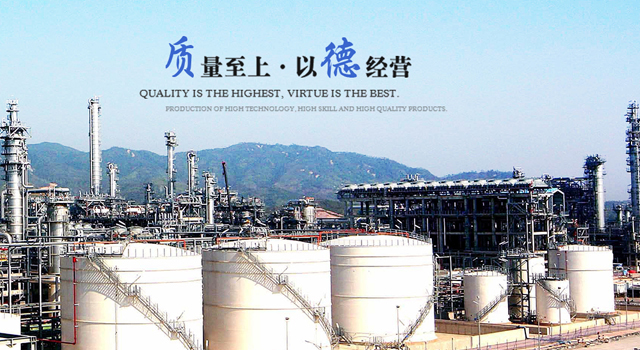 质量至上·以德经营
QUALITY IS THE HIGHEST, VIRTUE IS THE BEST.
PRODUCTION OF HIGH TECHNOLOGY, HIGH SKILL AND HIGH QUALITY PRODUCTS.